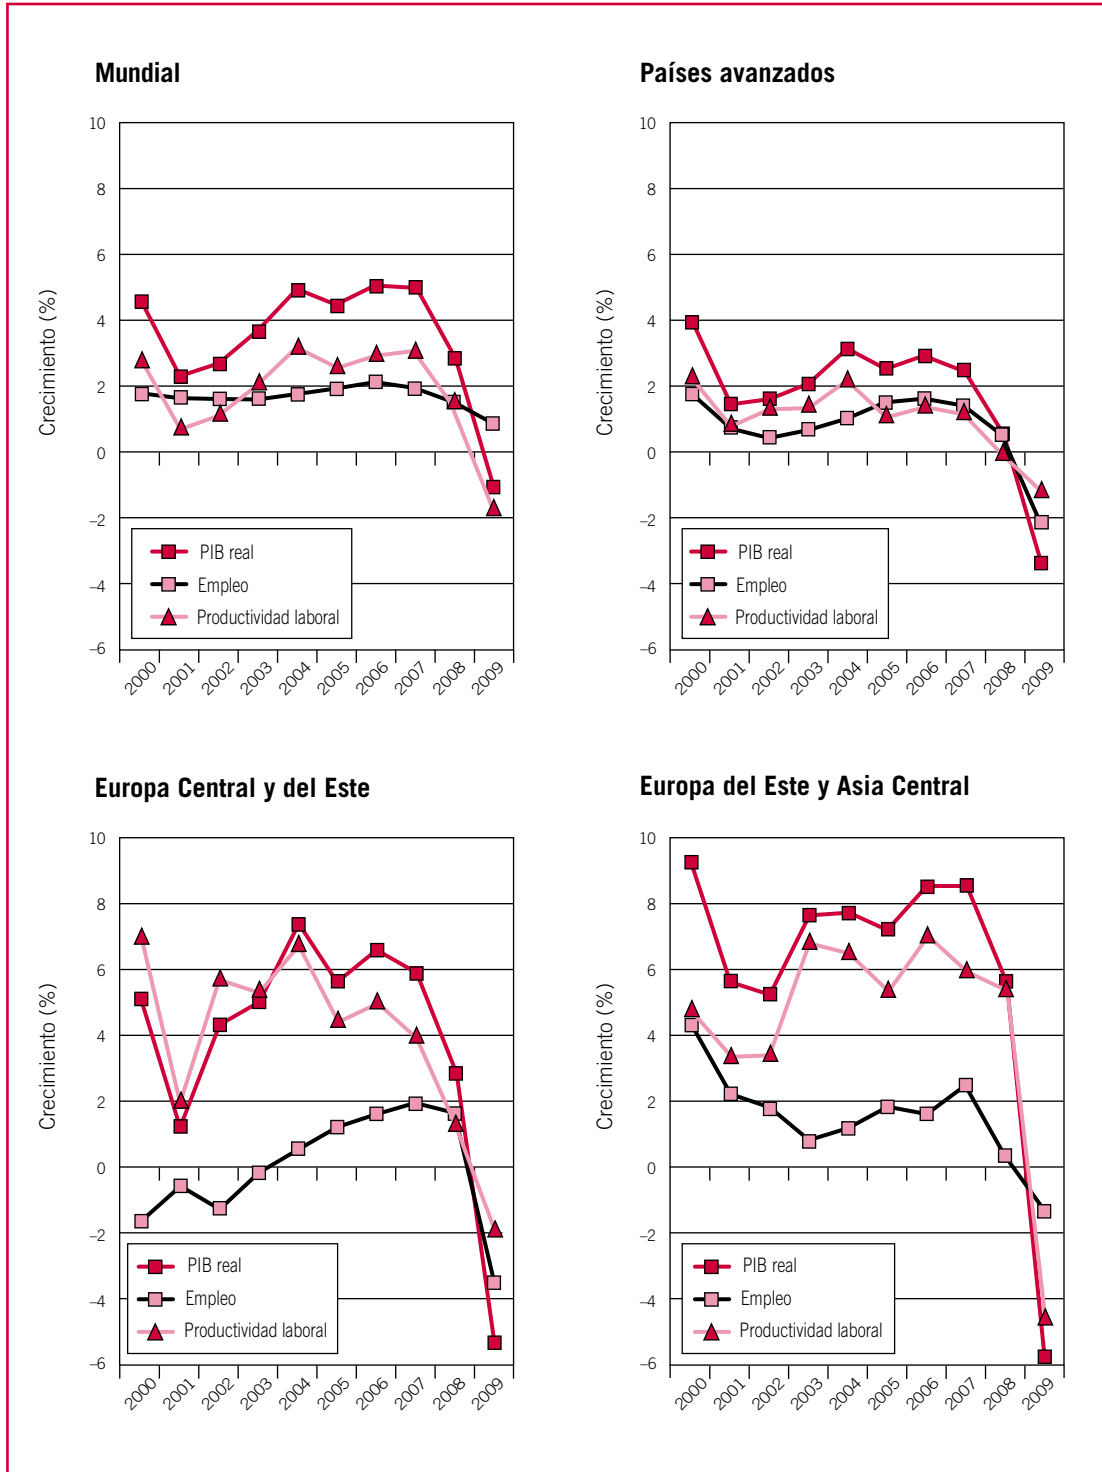 Mundial
Crecimiento (%)
10
8
6
4
2
0
–2
–4
–6
PIB real
Empleo
Productividad laboral
2000 2001 2002 2003 2004 2005 2006 2007 2008 2009
Países avanzados
Crecimiento (%)
10
8
6
4
2
0
–2
–4
–6
PIB real
Empleo
Productividad laboral
2000 2001 2002 2003 2004 2005 2006 2007 2008 2009
Europa Central y del Este
Crecimiento (%)
10
8
6
4
2
0
–2
–4
–6
PIB real
Empleo
Productividad laboral
2000 2001 2002 2003 2004 2005 2006 2007 2008 2009
Europa del Este y Asia Central
Crecimiento (%)
10
8
6
4
2
0
–2
–4
–6
PIB real
Empleo
Productividad laboral
2000 2001 2002 2003 2004 2005 2006 2007 2008 2009